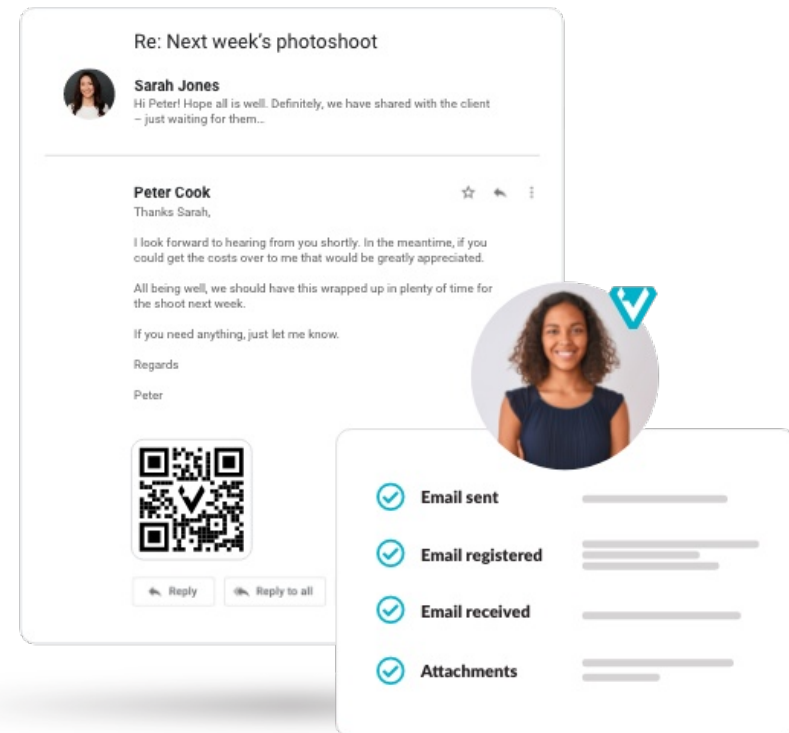 Re: Next week's photoshoot
Sarah Jones
Hi Peter! Hope all is well. Definitely, we have shared with the client
– just waiting for them...
Peter Cook
Thanks Sarah,
I look forward to hearing from you shortly. In the meantime, if you
could get the costs over to me that would be greatly appreciated.
All being well, we should have this wrapped up in plenty of time for
the shoot next week.
If you need anything, just let me know.
Regards
Peter
Reply
Reply to all
Email sent
Email registered
Email received
Attachments